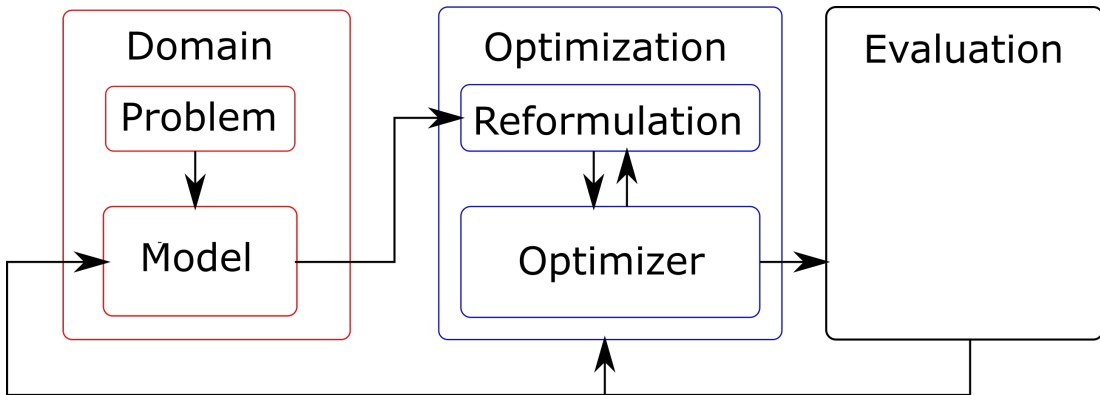 Domain
Problem
Model
Optimization
Reformulation
Optimizer
Evaluation